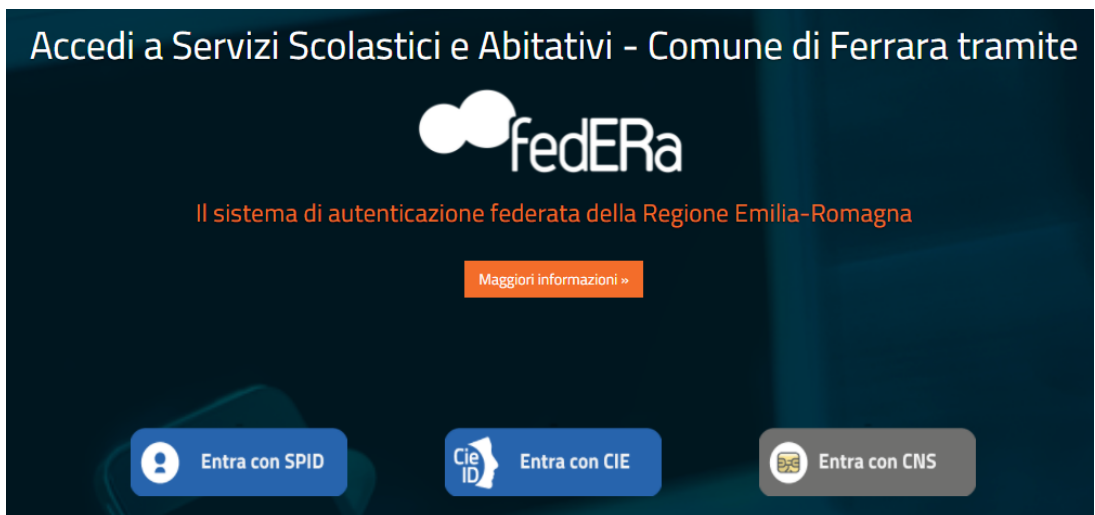 Accedi a Servizi Scolastici e Abitativi - Comune di Ferrara tramite
fedERa
Il sistema di autenticazione federata della Regione Emilia-Romagna
Maggiori informazioni »
Entra con SPID
Cie
ID
Entra con CIE
Entra con CNS